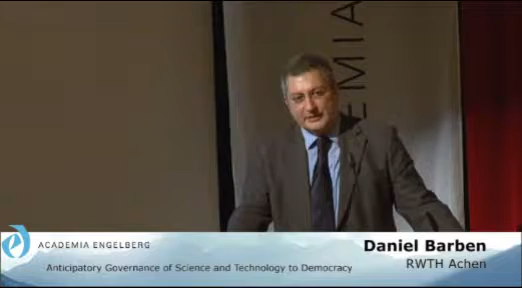 EMIA
ACADEMIA ENGELBERG
Daniel Barben
RWTH Achen
Anticipatory Governance of Science and Technology to Democracy